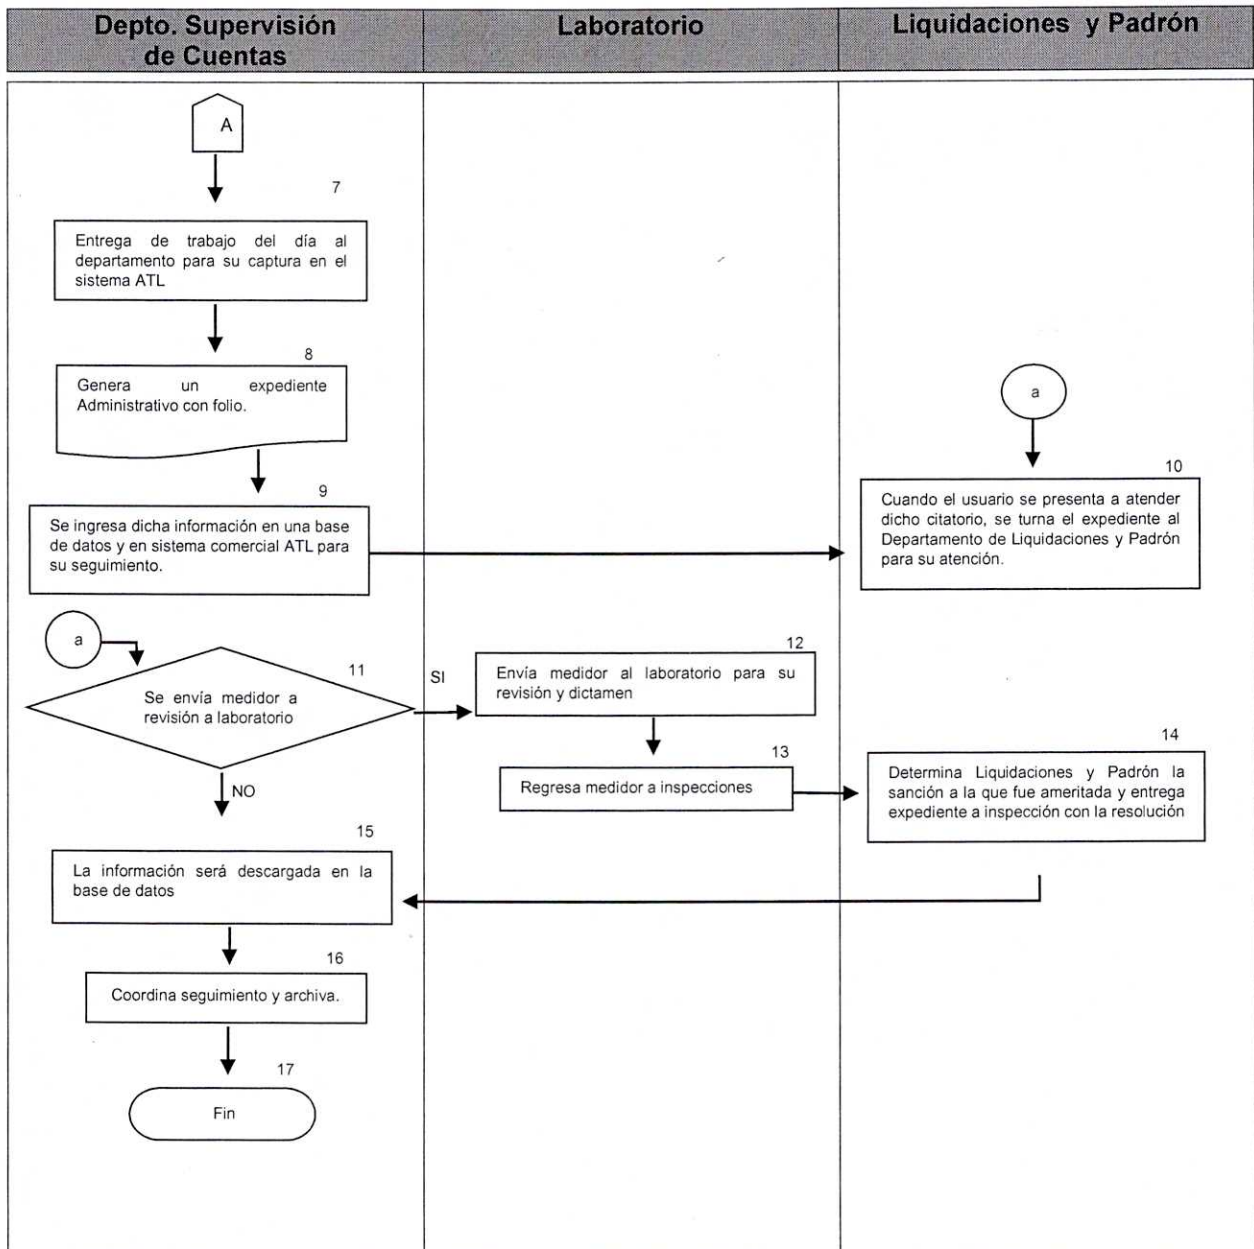 Depto. Supervisión
de Cuentas
Laboratorio
Liquidaciones y Padrón
A
7
Entrega de trabajo del día al
departamento para su captura en el
sistema ATL
8
Genera un expediente
Administrativo con folio.
9
Se ingresa dicha información en una base
de datos y en sistema comercial ATL para
su seguimiento.
a
10
Cuando el usuario se presenta a atender
dicho citatorio, se turna el expediente al
Departamento de Liquidaciones y Padrón
para su atención.
a
11
Se envía medidor a
revisión a laboratorio
SI
NO
12
Envía medidor al laboratorio para su
revisión y dictamen
13
Regresa medidor a inspecciones
14
Determina Liquidaciones y Padrón la
sanción a la que fue ameritada y entrega
expediente a inspección con la resolución
15
La información será descargada en la
base de datos
16
Coordina seguimiento y archiva.
17
Fin